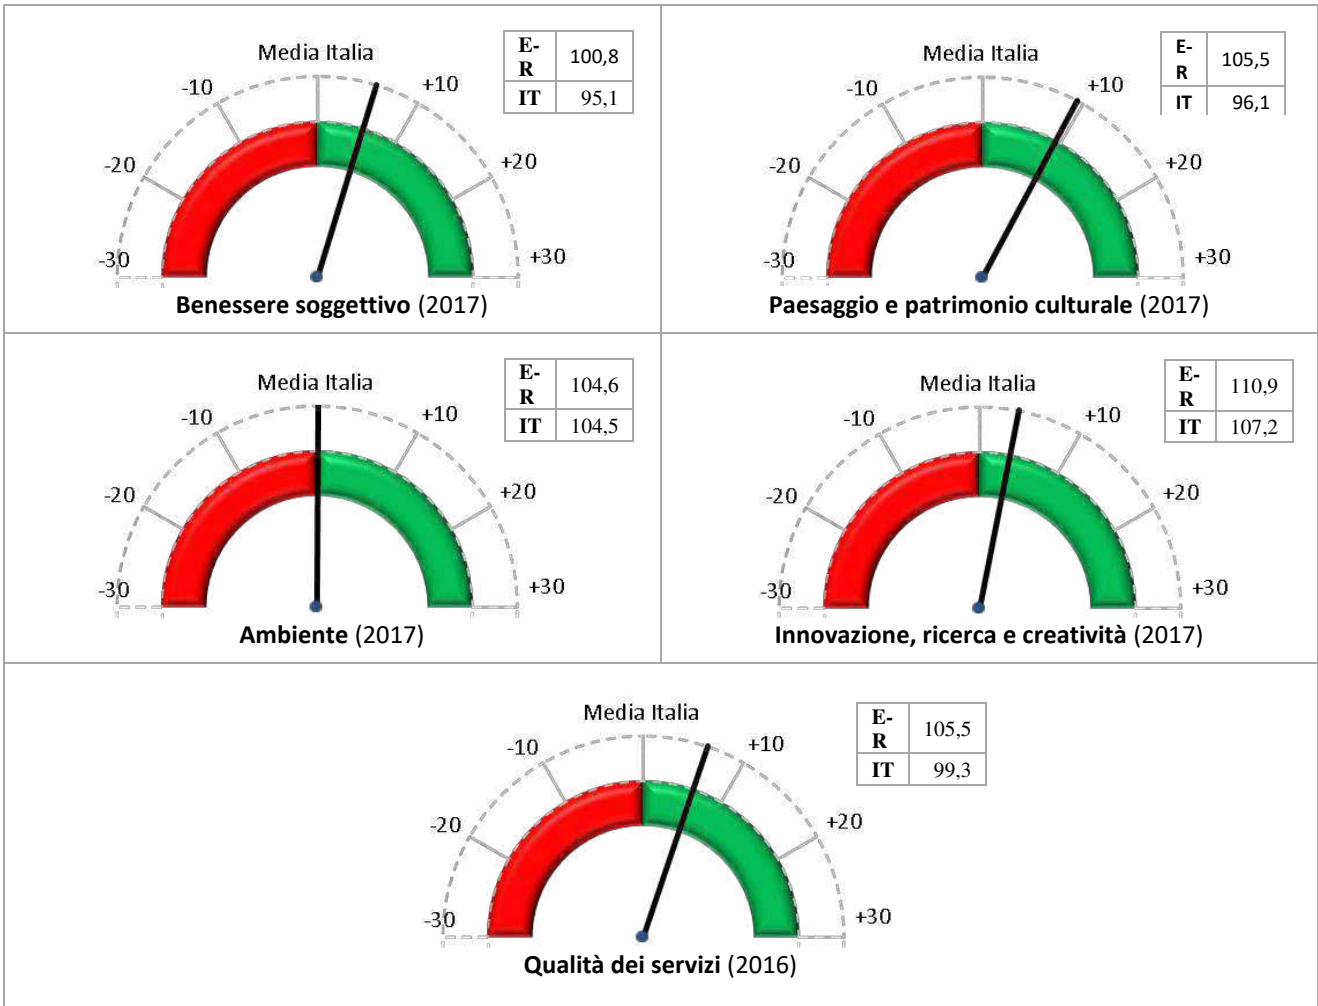 Media Italia
-10
+10
-20
+20
-30
+30
E-R 100,8
IT 95,1
Benessere soggettivo (2017)
Media Italia
-10
+10
-20
+20
-30
+30
E-R 105,5
IT 96,1
Paesaggio e patrimonio culturale (2017)
Media Italia
-10
+10
-20
+20
-30
+30
E-R 104,6
IT 104,5
Ambiente (2017)
Media Italia
-10
+10
-20
+20
-30
+30
E-R 110,9
IT 107,2
Innovazione, ricerca e creatività (2017)
Media Italia
-10
+10
-20
+20
-30
+30
E-R 105,5
IT 99,3
Qualità dei servizi (2016)